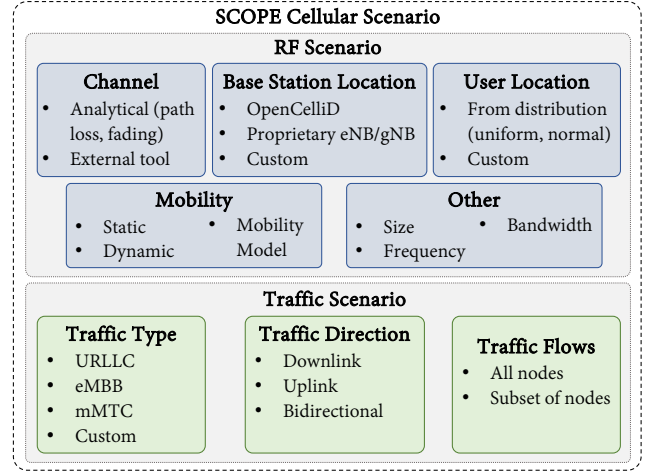 SCOPE Cellular Scenario
RF Scenario
Channel
• Analytical (path
loss, fading)
• External tool
Base Station Location
• OpenCelliD
• Proprietary eNB/gNB
• Custom
User Location
• From distribution
(uniform, normal)
• Custom
Mobility
• Static
• Dynamic
• Mobility
Model
Other
• Size
• Frequency
• Bandwidth
Traffic Scenario
Traffic Type
• URLLC
• eMBB
• mMTC
• Custom
Traffic Direction
• Downlink
• Uplink
• Bidirectional
Traffic Flows
• All nodes
• Subset of nodes